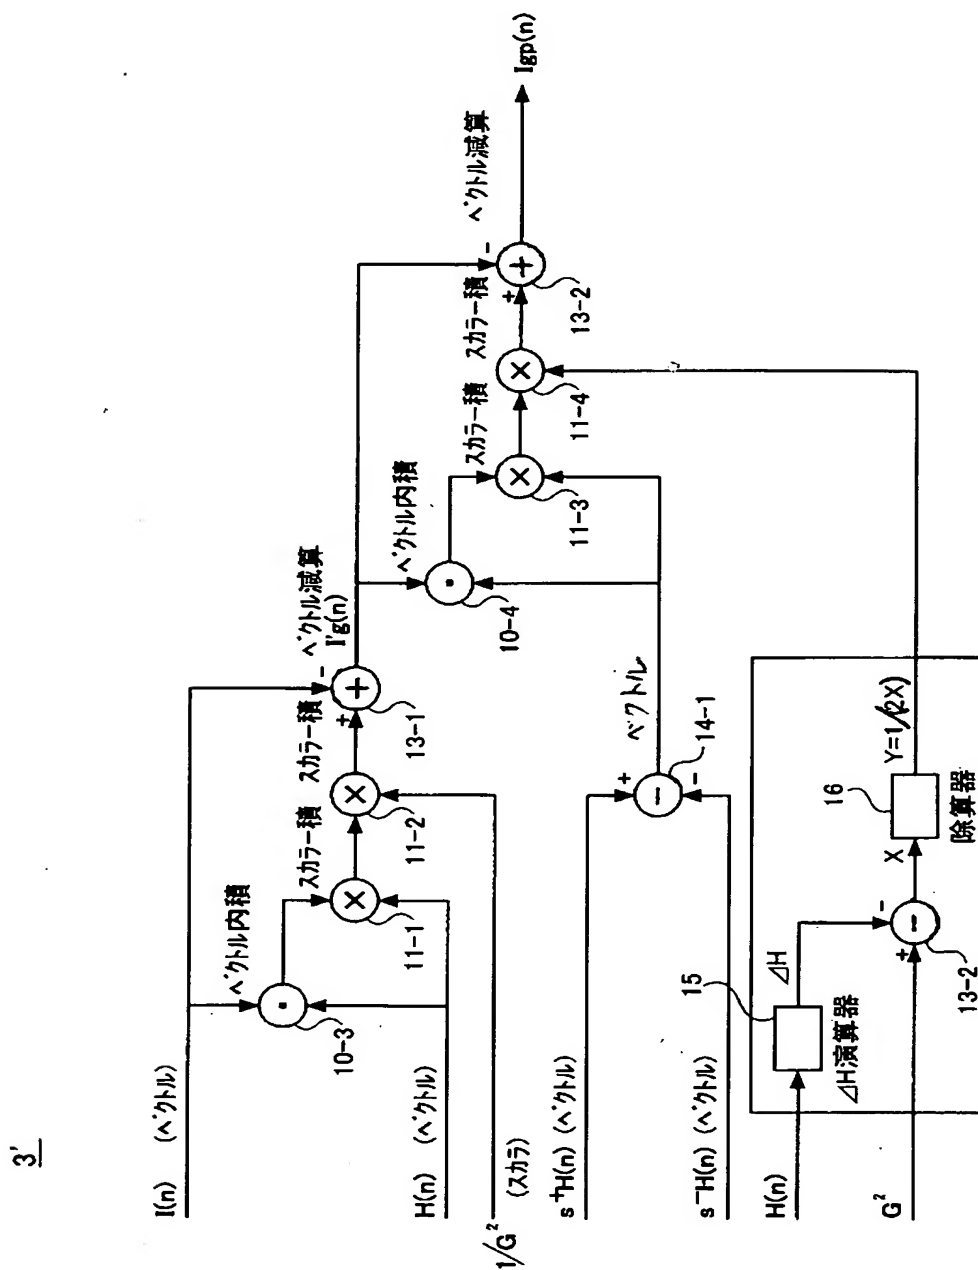 3'
I(n) (ベクトル)
ベクトル内積
10-3
H(n) (ベクトル)
スカラー積
11-1
スカラー積
11-2
1/G²
(スカラ)
+
-
13-1
ベクトル減算
I'g(n)
ベクトル内積
10-4
スカラー積
11-3
スカラー積
11-4
+
-
13-2
ベクトル減算
Igp(n)
s⁺H(n) (ベクトル)
+
-
14-1
ベクトル
s⁻H(n) (ベクトル)
H(n)
15
⊿H演算器
⊿H
G²
+
-
13-2
X
16
除算器
Y=1/(2X)